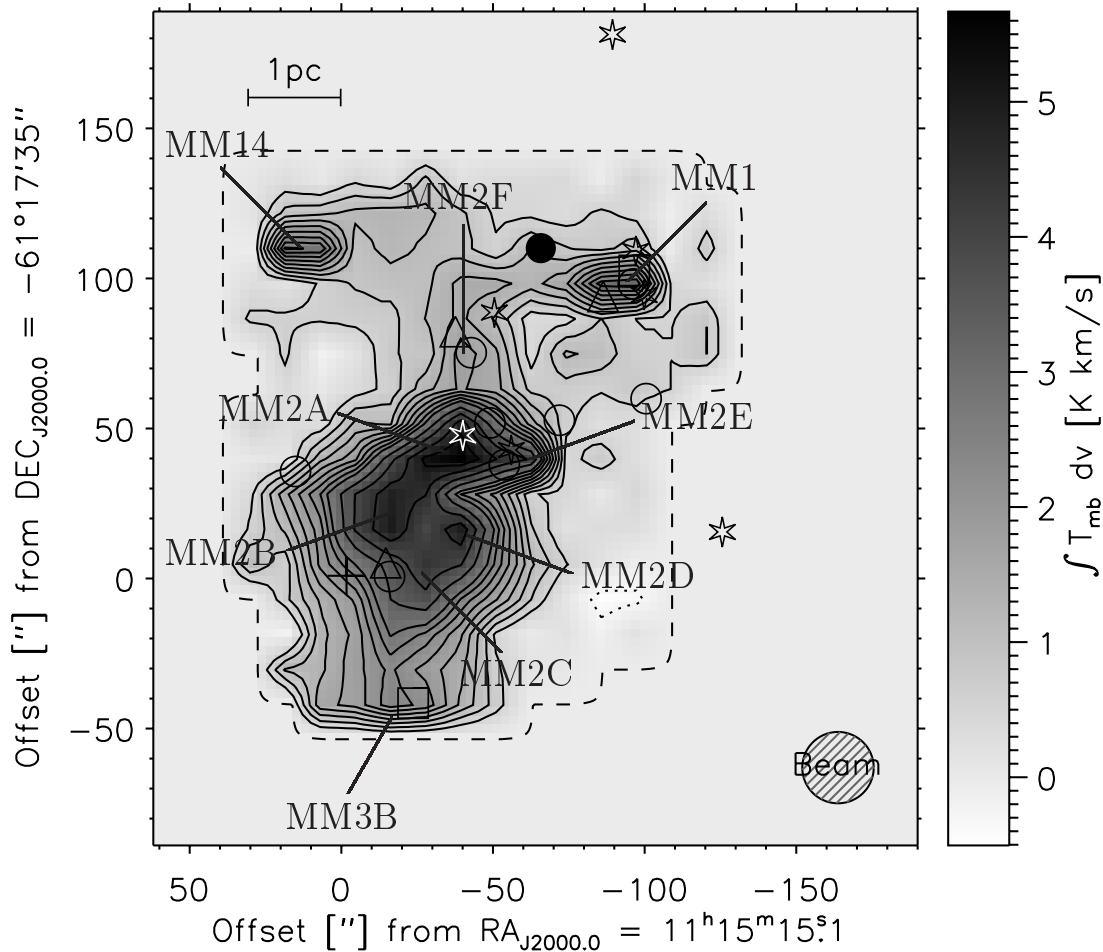 1pc
MM14
MM2F
MM1
MM2A
MM2E
MM2B
MM2D
MM2C
MM3B
Beam
150
100
50
0
−50
50 0 −50 −100 −150
Offset ["] from RA_J2000.0 = 11ʰ15ᵐ15ˢ.1
Offset ["] from DEC_J2000.0 = −61°17'35"
5
4
3
2
1
0
∫ T_mb dv [K km/s]